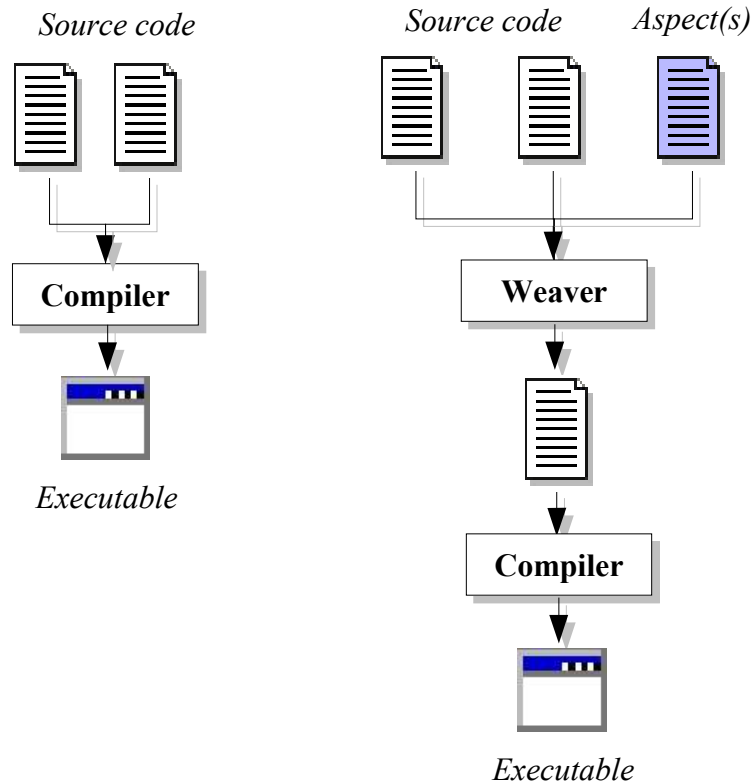 Source code
Compiler
Executable
Source code
Aspect(s)
Weaver
Compiler
Executable